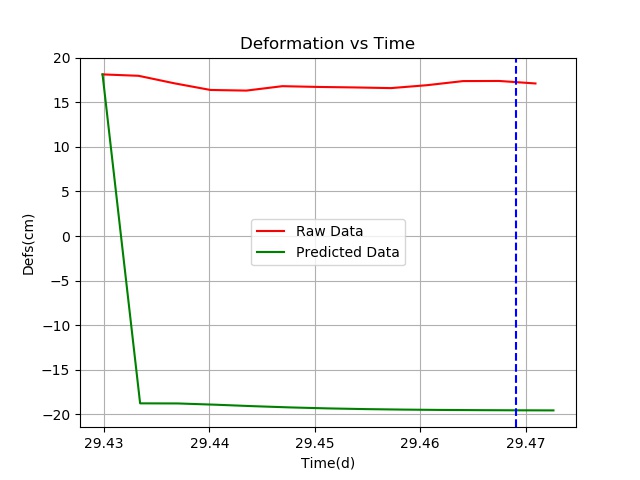 Deformation vs Time
20
15
10
5
0
−5
−10
−15
−20
Defs(cm)
Raw Data
Predicted Data
29.43 29.44 29.45 29.46 29.47
Time(d)